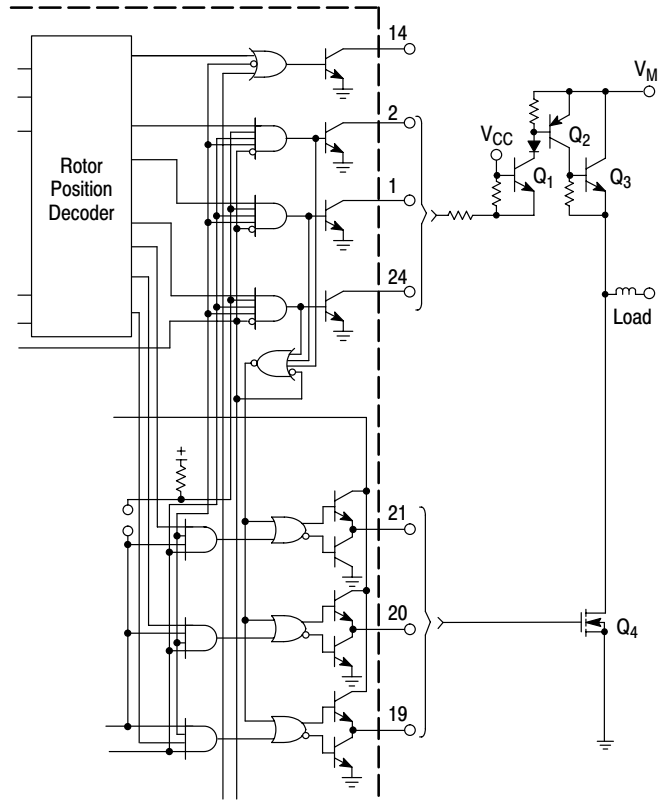 14
V_M
2
V_CC
Q_2
Q_1
Q_3
Rotor
Position
Decoder
1
24
Load
+
21
20
Q_4
19